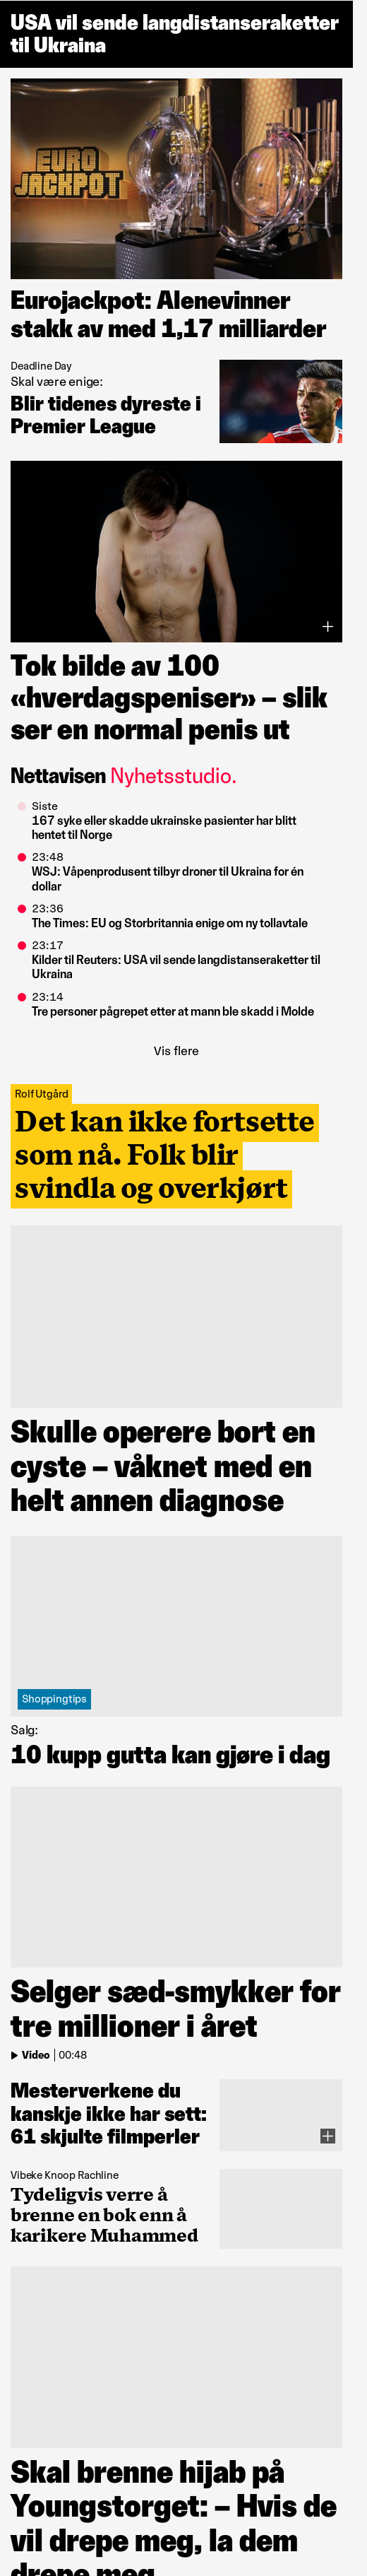 USA vil sende langdistanseraketter
til Ukraina
EURO
JACKPOT
Eurojackpot: Alenevinner
stakk av med 1,17 milliarder
Deadline Day
Skal være enige:
Blir tidenes dyreste i
Premier League
Tok bilde av 100
«hverdagspeniser» – slik
ser en normal penis ut
Nettavisen Nyhetsstudio.
Siste
167 syke eller skadde ukrainske pasienter har blitt
hentet til Norge
23:48
WSJ: Våpenprodusent tilbyr droner til Ukraina for én
dollar
23:36
The Times: EU og Storbritannia enige om ny tollavtale
23:17
Kilder til Reuters: USA vil sende langdistanseraketter til
Ukraina
23:14
Tre personer pågrepet etter at mann ble skadd i Molde
Vis flere
Rolf Utgård
Det kan ikke fortsette
som nå. Folk blir
svindla og overkjørt
Skulle operere bort en
cyste – våknet med en
helt annen diagnose
Shoppingtips
Salg:
10 kupp gutta kan gjøre i dag
Selger sæd-smykker for
tre millioner i året
Video | 00:48
Mesterverkene du
kanskje ikke har sett:
61 skjulte filmperler
Vibeke Knoop Rachline
Tydeligvis verre å
brenne en bok enn å
karikere Muhammed
Skal brenne hijab på
Youngstorget: – Hvis de
vil drepe meg, la dem
drepe meg